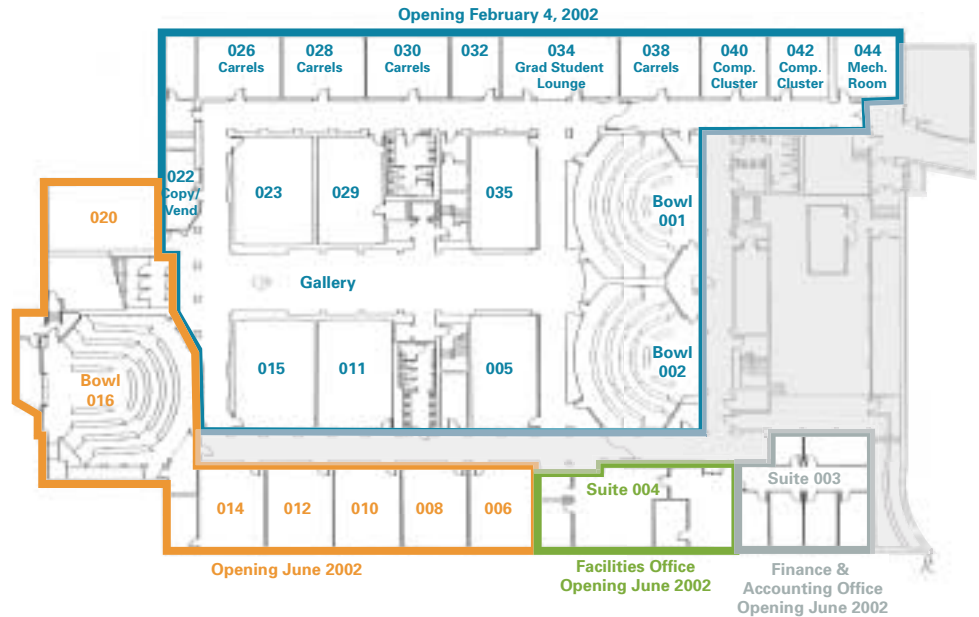 Opening February 4, 2002
026
Carrels
028
Carrels
030
Carrels
032
034
Grad Student
Lounge
038
Carrels
040
Comp.
Cluster
042
Comp.
Cluster
044
Mech.
Room
022
Copy/
Vend
023
029
035
Bowl
001
020
Gallery
015
011
005
Bowl
002
Bowl
016
014
012
010
008
006
Suite 004
Suite 003
Opening June 2002
Facilities Office
Opening June 2002
Finance &
Accounting Office
Opening June 2002